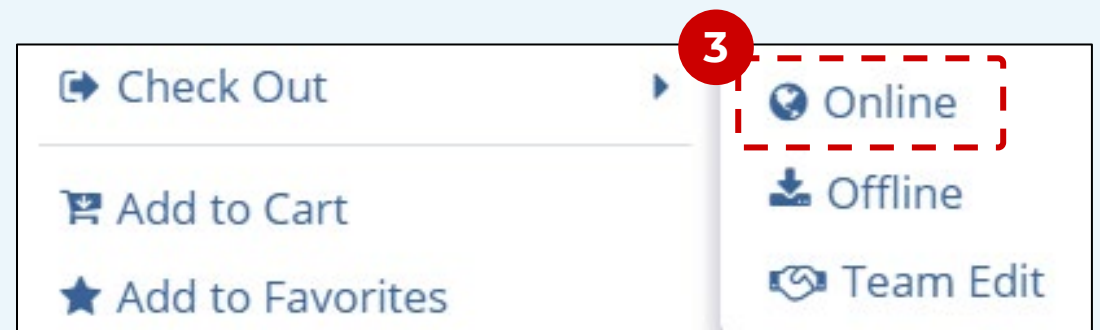 3
Check Out
Online
Offline
Add to Cart
Team Edit
Add to Favorites